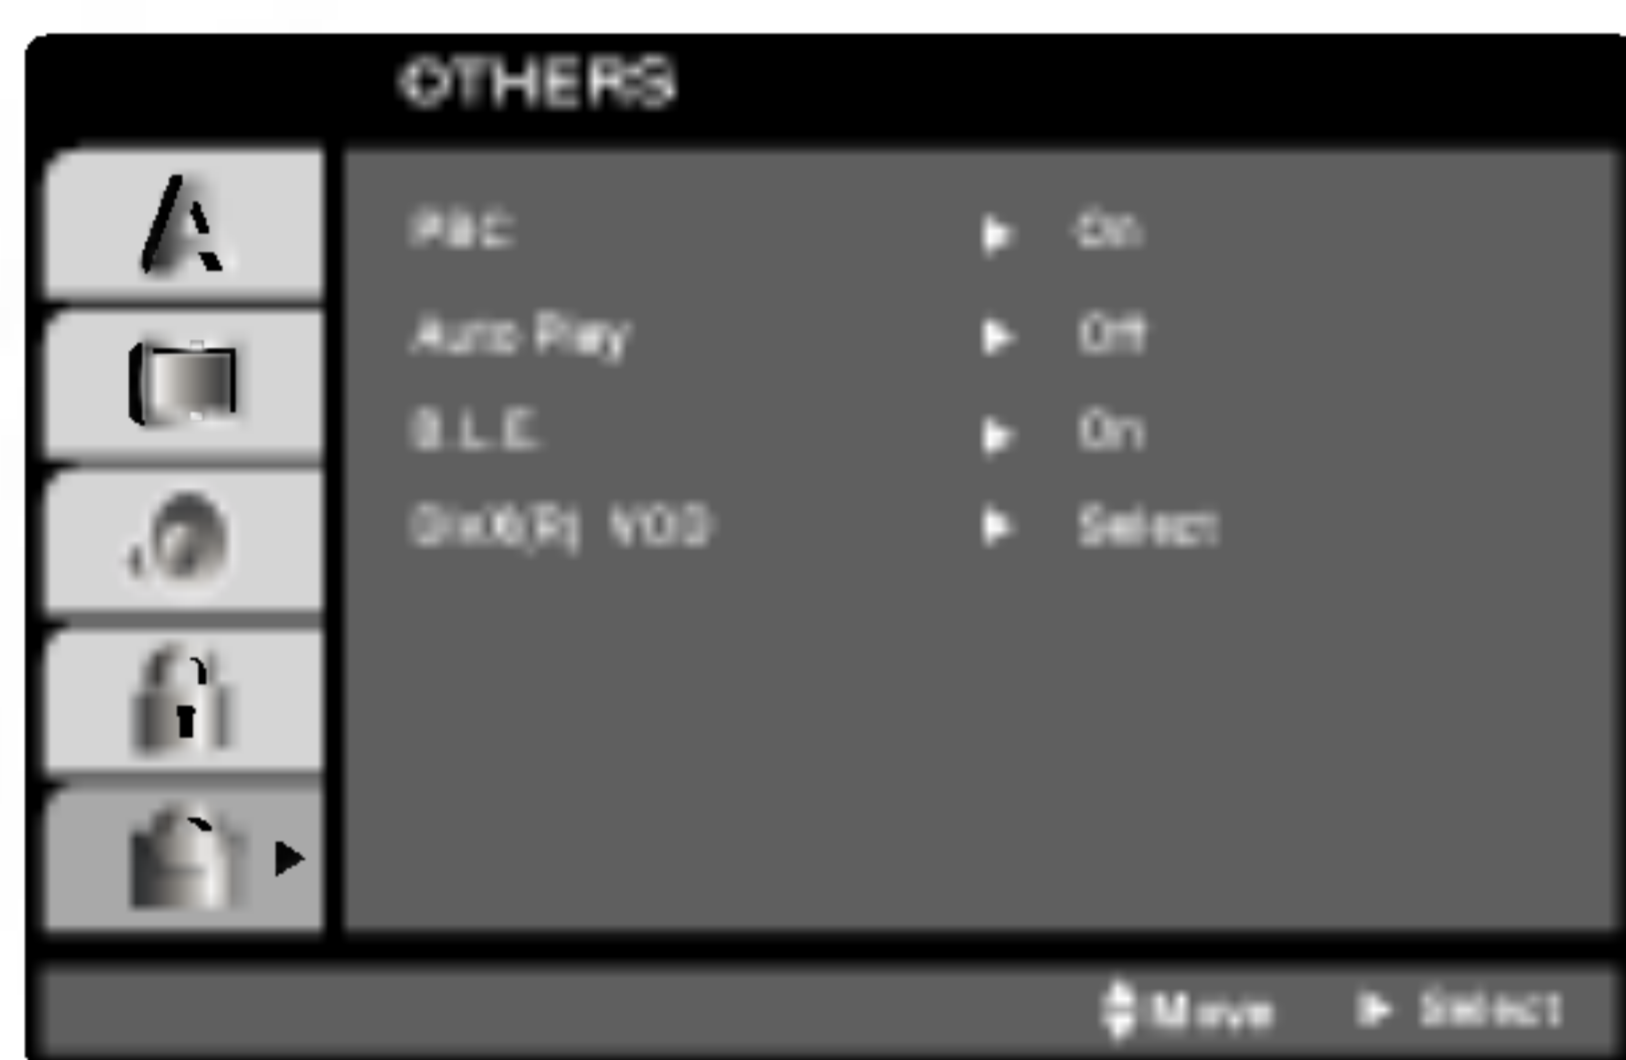 OTHERS
PBC On
Auto Play Off
B.L.E. On
DivX(R) VOD Select
Move Select